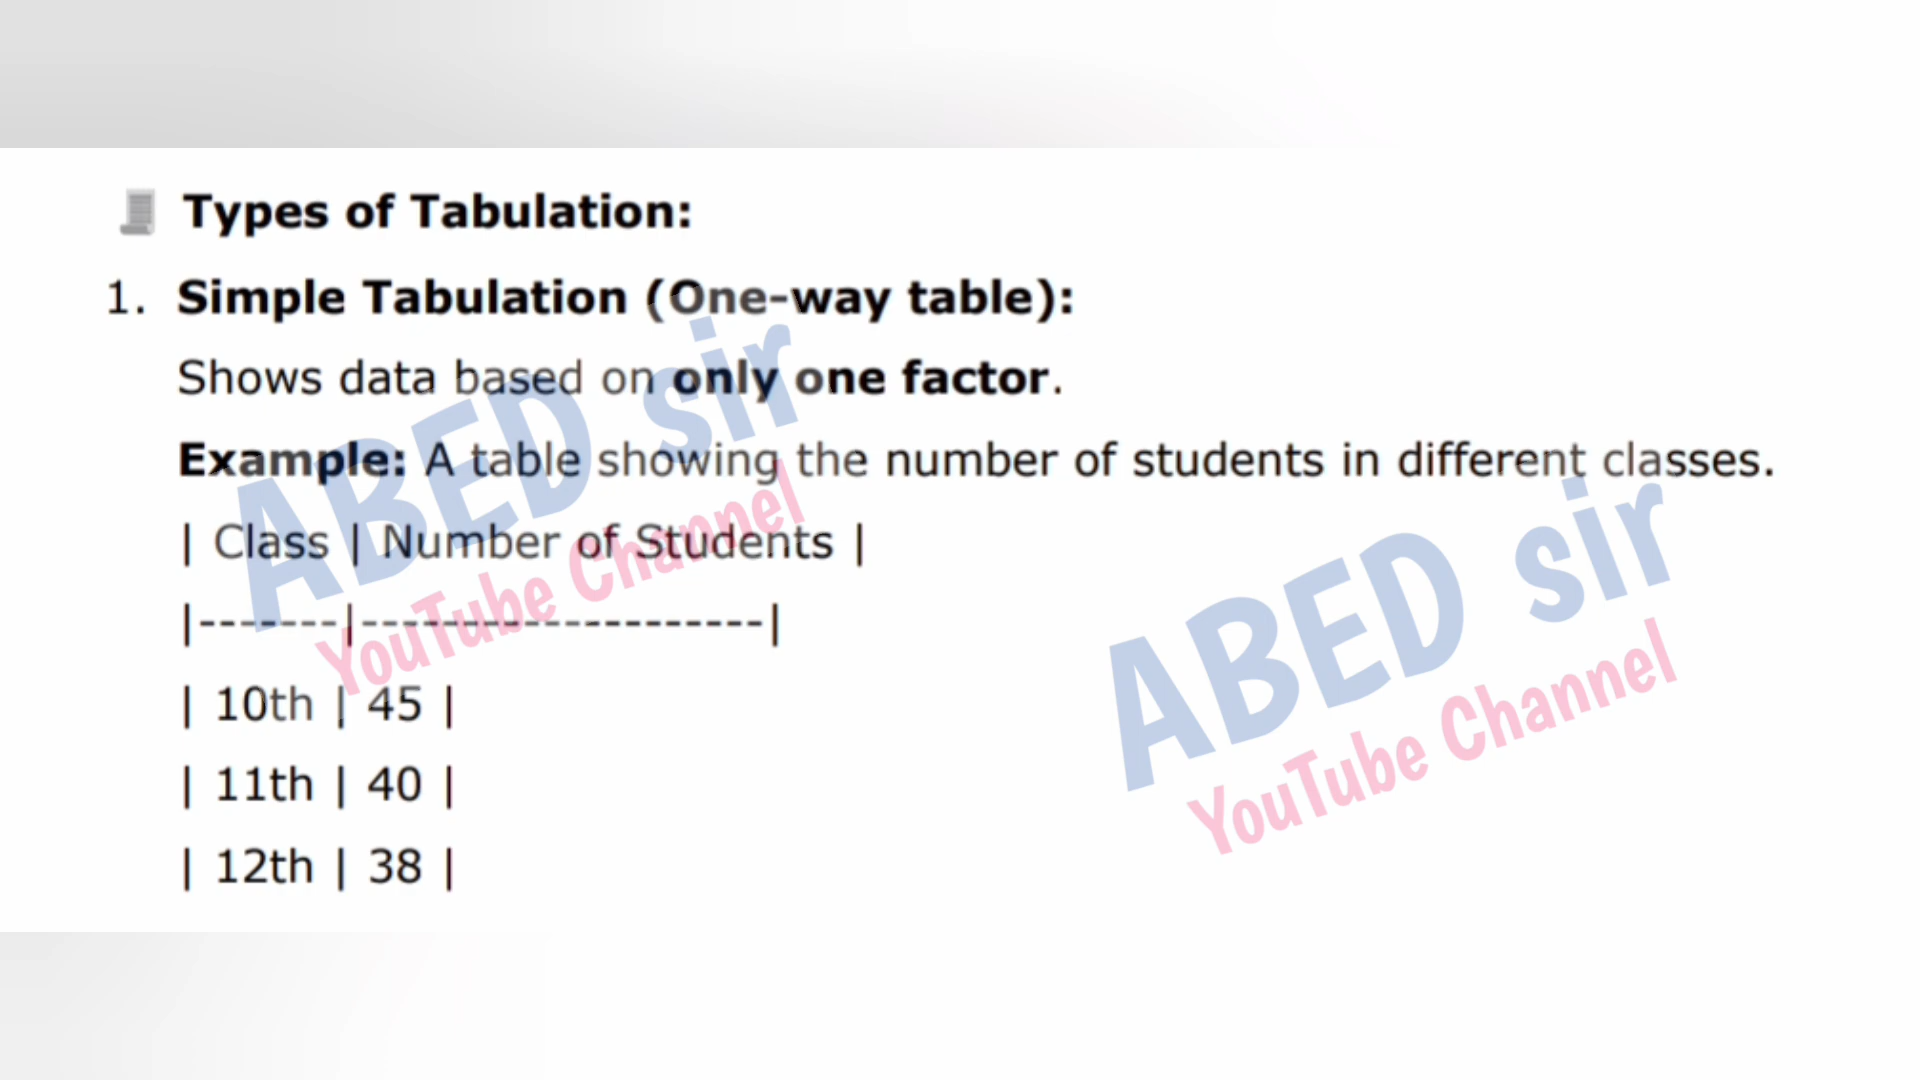 Types of Tabulation:
1. Simple Tabulation (One-way table):
Shows data based on only one factor.
Example: A table showing the number of students in different classes.
| Class | Number of Students |
|-------|--------------------|
| 10th | 45 |
| 11th | 40 |
| 12th | 38 |
ABED sir
YouTube Channel
ABED sir
YouTube Channel